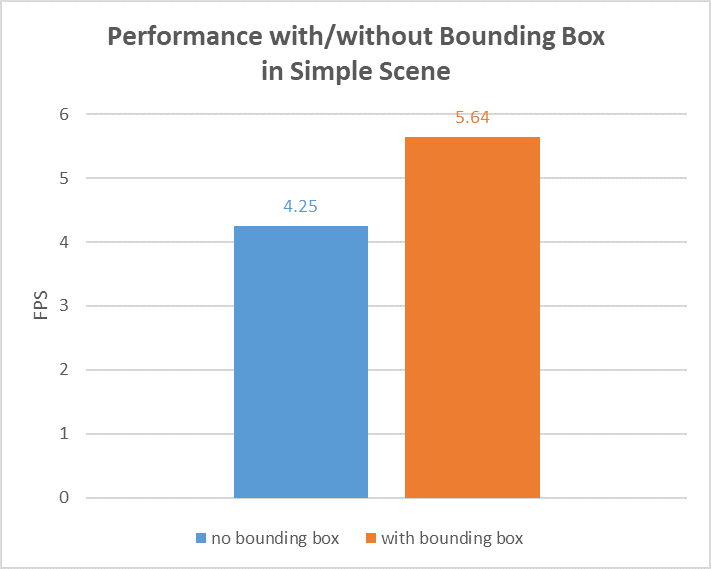 Performance with/without Bounding Box
in Simple Scene
6
5.64
5
4.25
4
FPS
3
2
1
0
no bounding box with bounding box